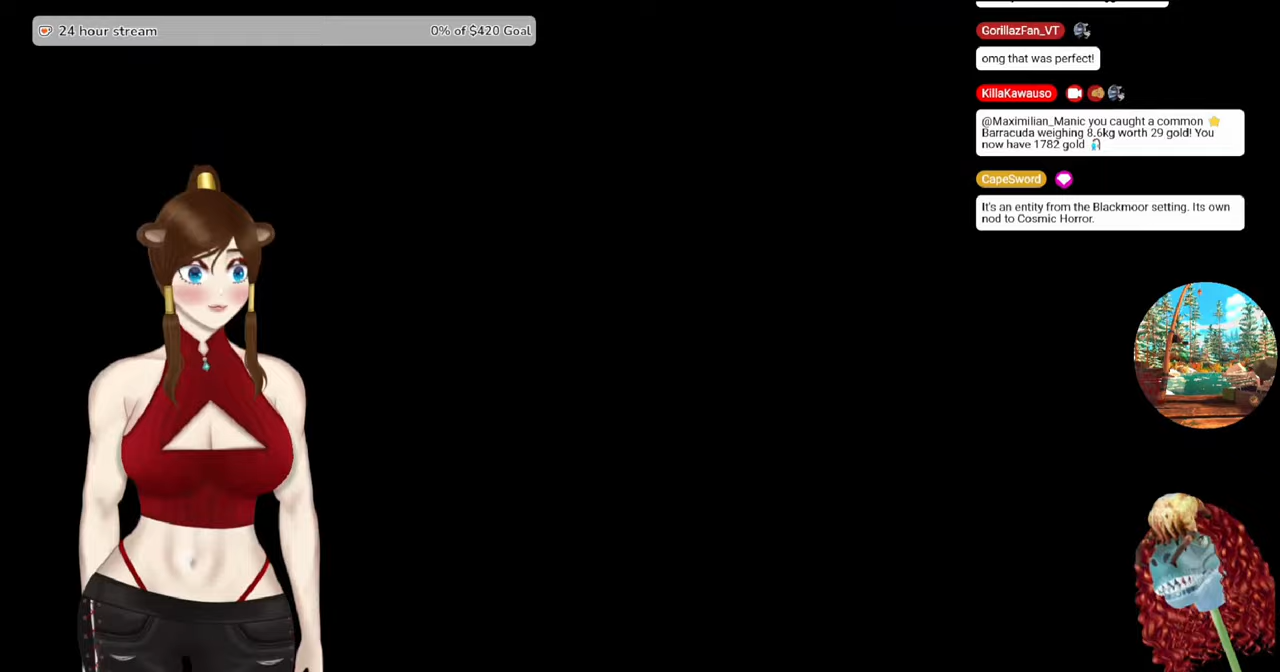 24 hour stream 0% of $420 Goal
GorillazFan_VT
omg that was perfect!
KillaKawauso
@Maximilian_Manic you caught a common ⭐
Barracuda weighing 8.6kg worth 29 gold! You
now have 1782 gold 🎣
CapeSword
It's an entity from the Blackmoor setting. Its own
nod to Cosmic Horror.